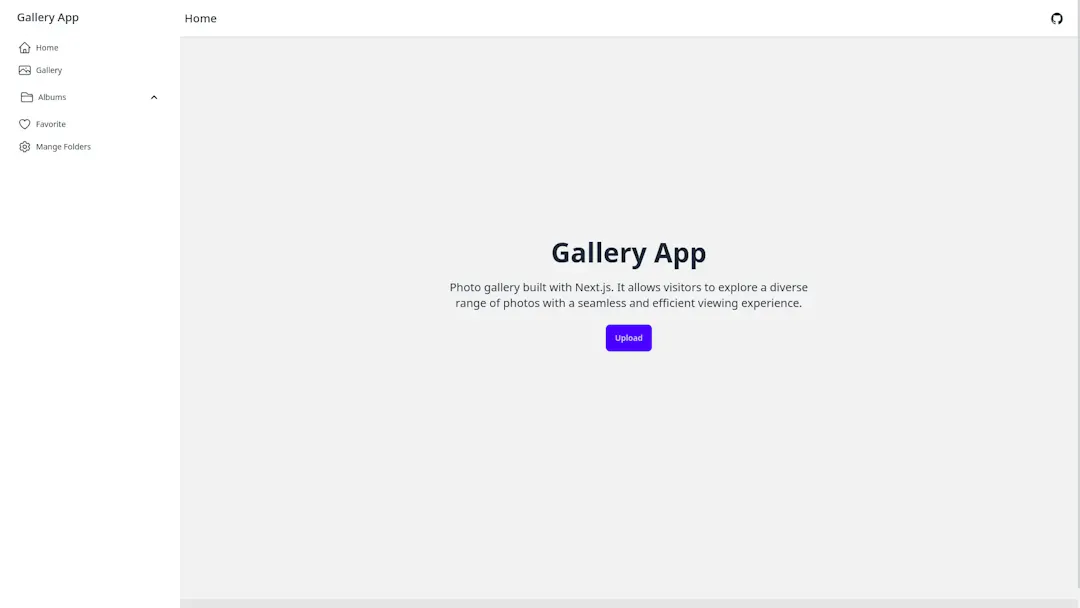 Gallery App
Home
Home
Gallery
Albums
Favorite
Mange Folders
Gallery App
Photo gallery built with Next.js. It allows visitors to explore a diverse
range of photos with a seamless and efficient viewing experience.
Upload